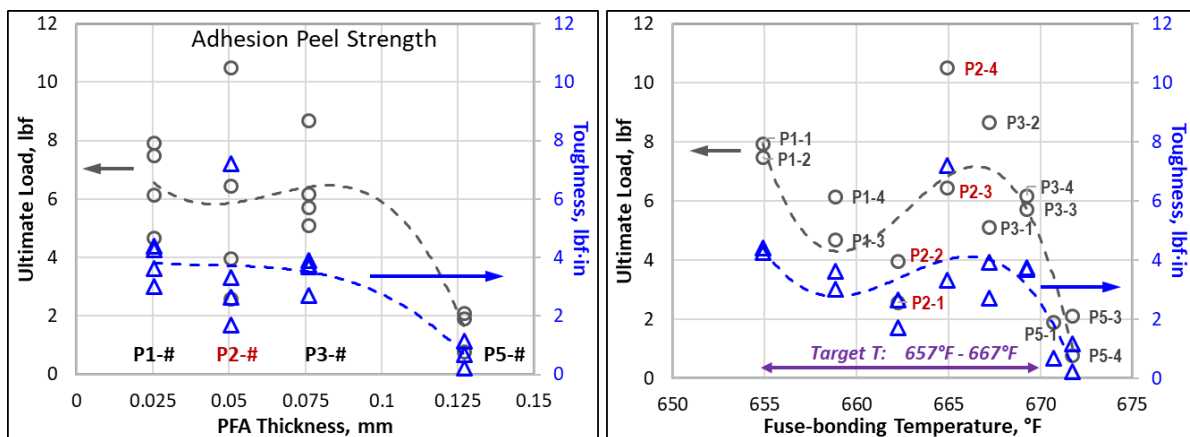 Adhesion Peel Strength
12
10
8
6
4
2
0
Ultimate Load, lbf
12
10
8
6
4
2
0
Toughness, lbf·in
P1-#
P2-#
P3-#
P5-#
0
0.025
0.05
0.075
0.1
0.125
0.15
PFA Thickness, mm
12
10
8
6
4
2
0
Ultimate Load, lbf
12
10
8
6
4
2
0
Toughness, lbf·in
P2-4
P3-2
P1-1
P1-2
P2-3
P1-4
P3-4
P3-3
P3-1
P1-3
P2-2
P2-1
P5-3
P5-1
P5-4
Target T: 657°F - 667°F
650
655
660
665
670
675
Fuse-bonding Temperature, °F